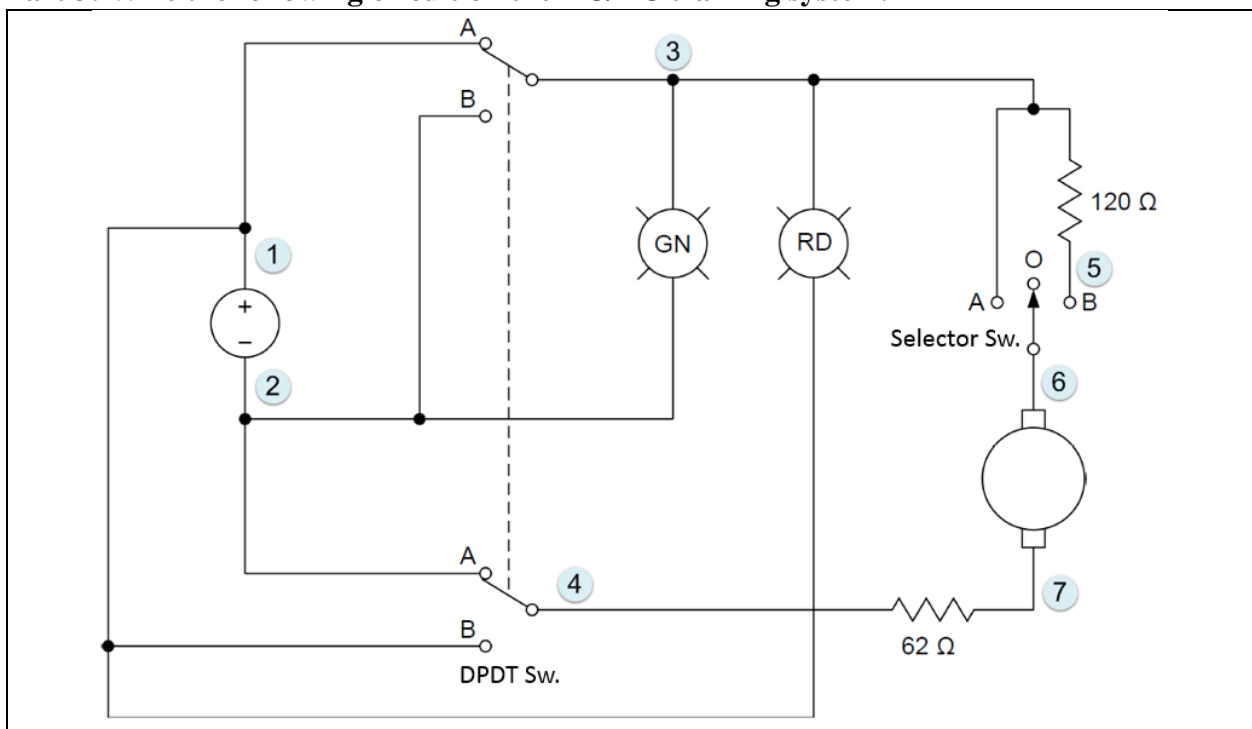 A
3
B
120 Ω
GN
RD
1
O
5
+
A
B
−
Selector Sw.
2
6
A
4
7
B
62 Ω
DPDT Sw.